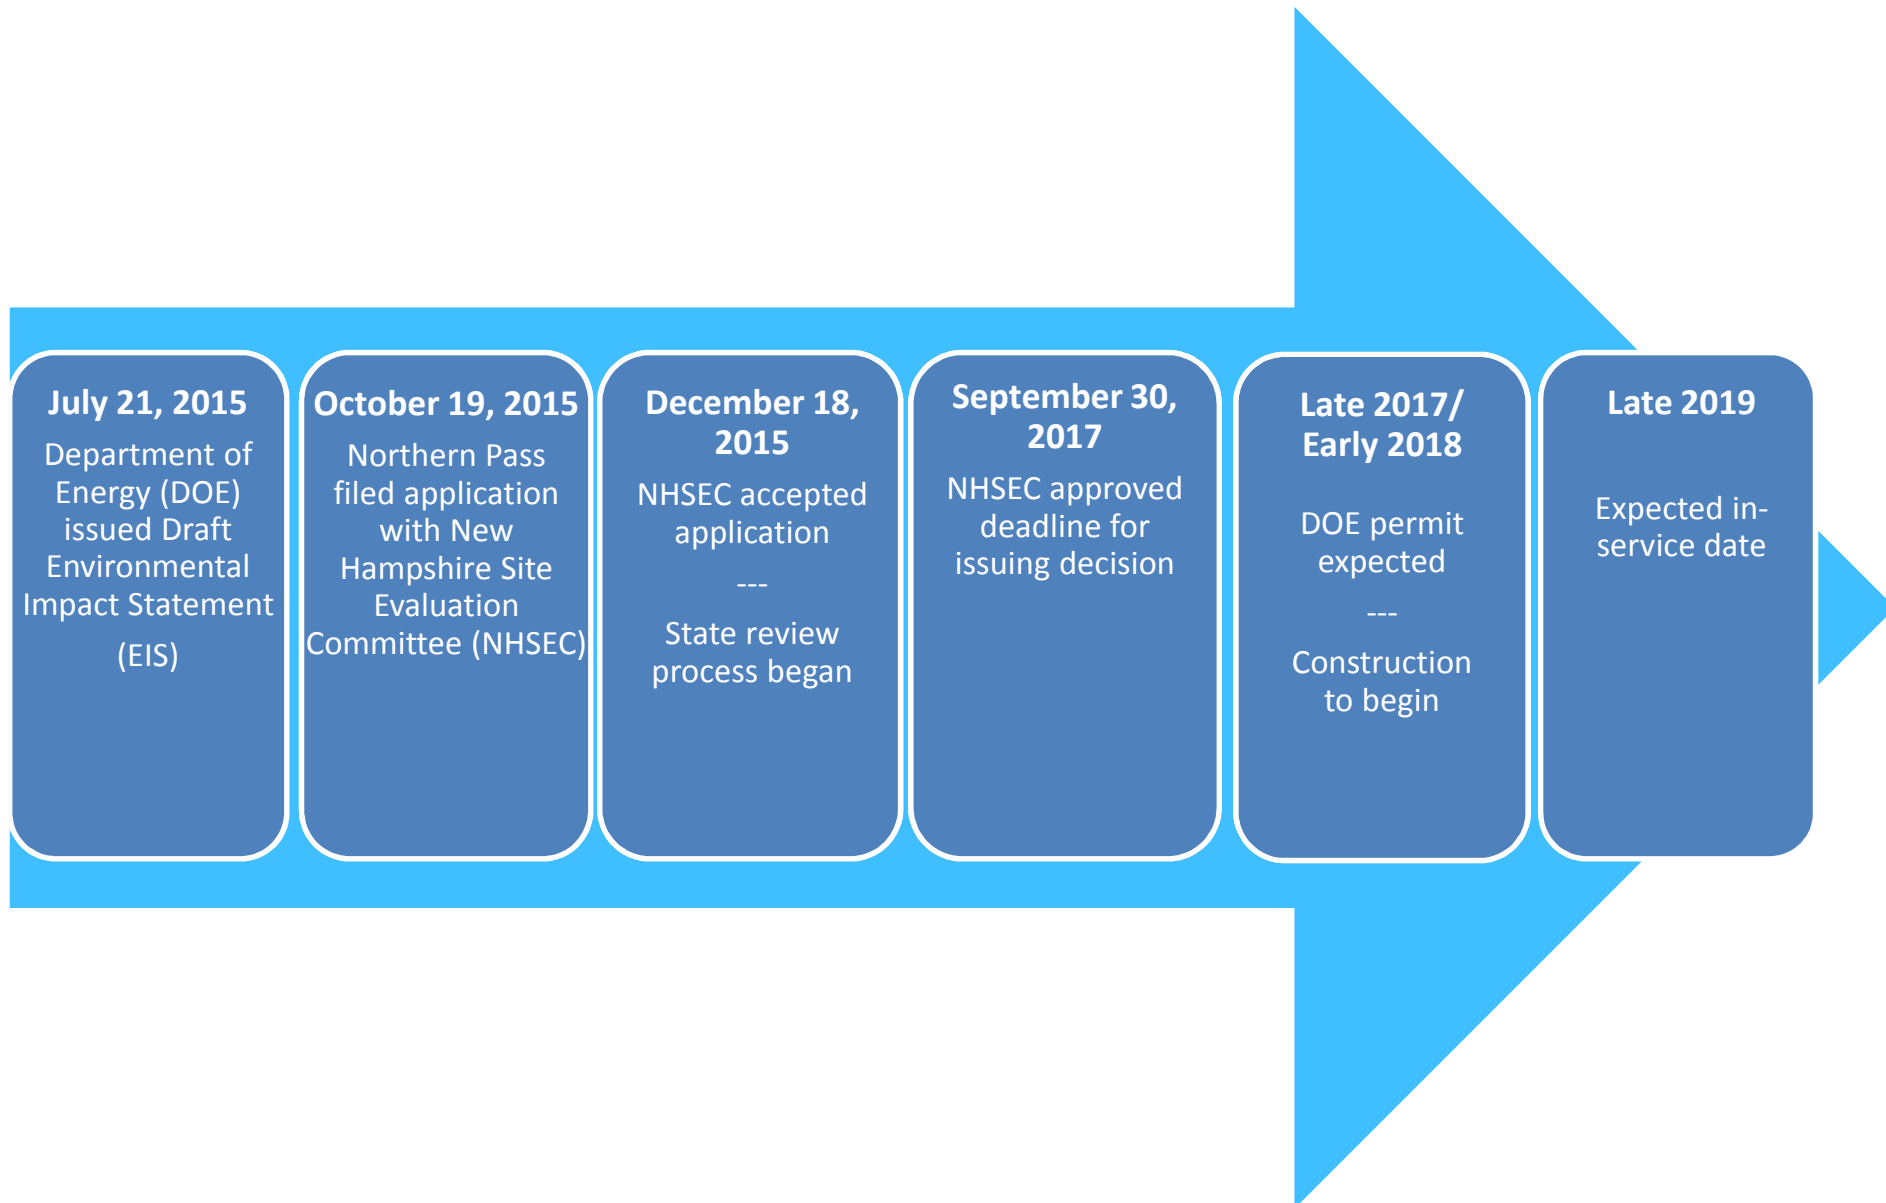 July 21, 2015
Department of
Energy (DOE)
issued Draft
Environmental
Impact Statement
(EIS)
October 19, 2015
Northern Pass
filed application
with New
Hampshire Site
Evaluation
Committee (NHSEC)
December 18,
2015
NHSEC accepted
application
---
State review
process began
September 30,
2017
NHSEC approved
deadline for
issuing decision
Late 2017/
Early 2018
DOE permit
expected
---
Construction
to begin
Late 2019
Expected in-
service date